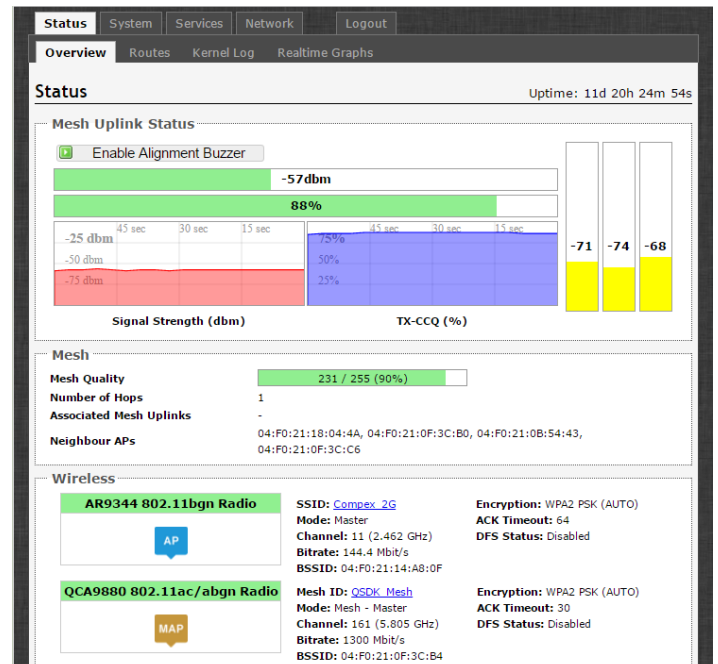 Status System Services Network Logout
Overview Routes Kernel Log Realtime Graphs
Status Uptime: 11d 20h 24m 54s
Mesh Uplink Status
Enable Alignment Buzzer
-57dbm
88%
45 sec 30 sec 15 sec 45 sec 30 sec 15 sec
-25 dbm 75%
-71 -74 -68
-50 dbm 50%
-75 dbm 25%
Signal Strength (dbm) TX-CCQ (%)
Mesh
Mesh Quality 231 / 255 (90%)
Number of Hops 1
Associated Mesh Uplinks -
Neighbour APs 04:F0:21:18:04:4A, 04:F0:21:0F:3C:B0, 04:F0:21:0B:54:43,
04:F0:21:0F:3C:C6
Wireless
AR9344 802.11bgn Radio SSID: Compex_2G Encryption: WPA2 PSK (AUTO)
Mode: Master ACK Timeout: 64
AP Channel: 11 (2.462 GHz) DFS Status: Disabled
Bitrate: 144.4 Mbit/s
BSSID: 04:F0:21:14:A8:0F
QCA9880 802.11ac/abgn Radio Mesh ID: QSDK_Mesh Encryption: WPA2 PSK (AUTO)
Mode: Mesh - Master ACK Timeout: 30
MAP Channel: 161 (5.805 GHz) DFS Status: Disabled
Bitrate: 1300 Mbit/s
BSSID: 04:F0:21:0F:3C:B4